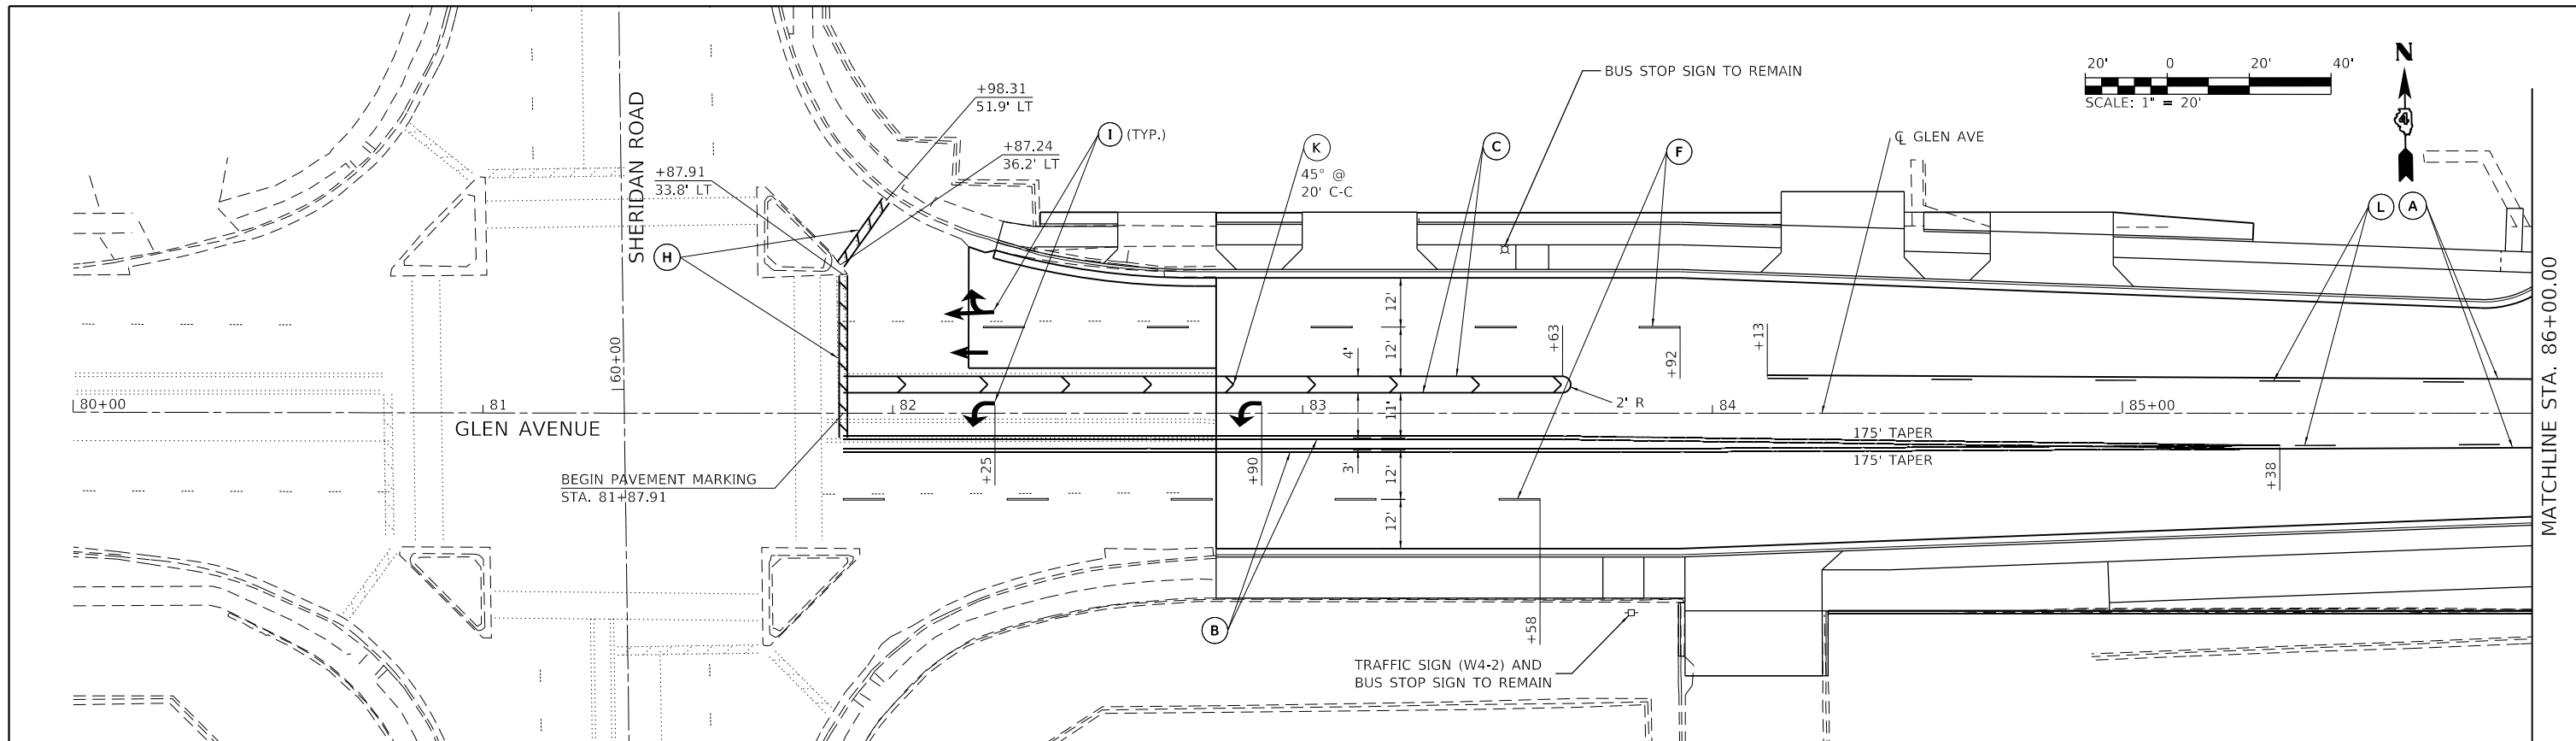 +98.31
51.9' LT
+87.24
36.2' LT
+87.91
33.8' LT
SHERIDAN ROAD
H
I (TYP.)
K
45° @
20' C-C
C
BUS STOP SIGN TO REMAIN
F
℄ GLEN AVE
20' 0 20' 40'
SCALE: 1" = 20'
N
4
L A
MATCHLINE STA. 86+00.00
60+00
12'
12'
4'
+63
+92
+13
2' R
80+00
81
82
83
84
85+00
GLEN AVENUE
11'
175' TAPER
175' TAPER
+25
+90
3'
12'
12'
+38
BEGIN PAVEMENT MARKING
STA. 81+87.91
B
+58
TRAFFIC SIGN (W4-2) AND
BUS STOP SIGN TO REMAIN